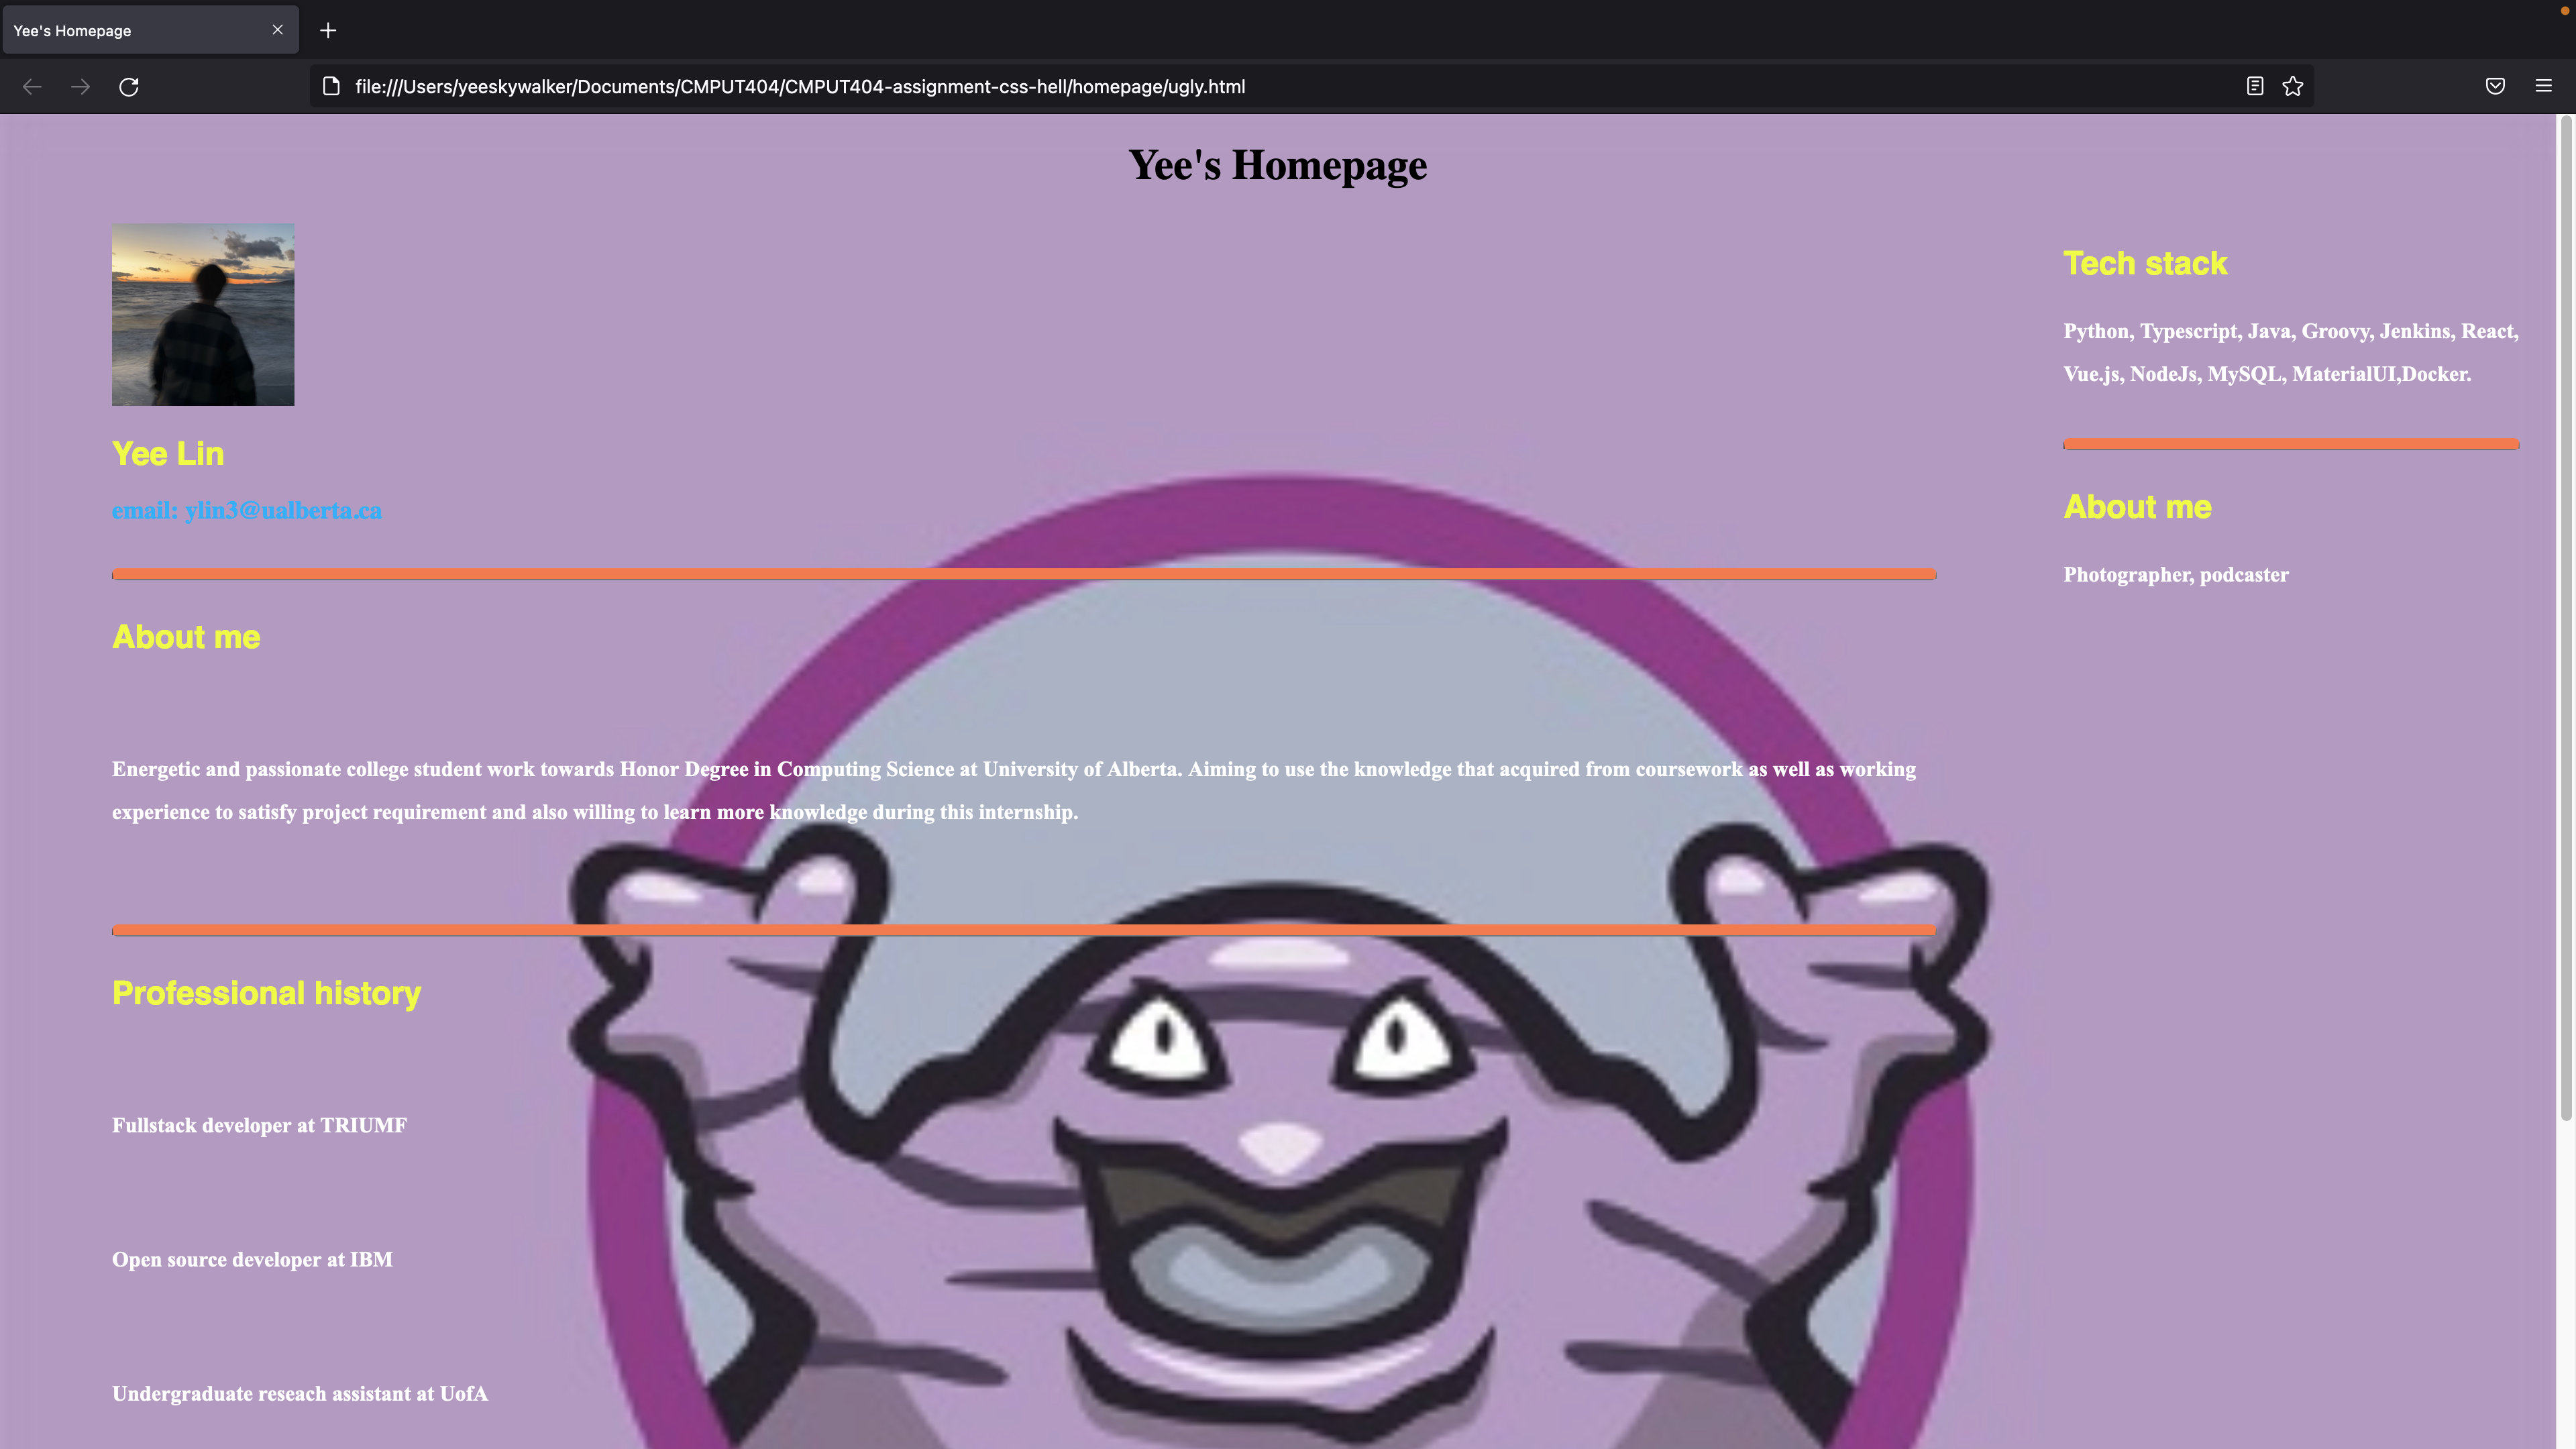 Yee's Homepage
file:///Users/yeeskywalker/Documents/CMPUT404/CMPUT404-assignment-css-hell/homepage/ugly.html
Yee's Homepage
Yee Lin
email: ylin3@ualberta.ca
About me
Energetic and passionate college student work towards Honor Degree in Computing Science at University of Alberta. Aiming to use the knowledge that acquired from coursework as well as working
experience to satisfy project requirement and also willing to learn more knowledge during this internship.
Professional history
Fullstack developer at TRIUMF
Open source developer at IBM
Undergraduate reseach assistant at UofA
Tech stack
Python, Typescript, Java, Groovy, Jenkins, React,
Vue.js, NodeJs, MySQL, MaterialUI,Docker.
About me
Photographer, podcaster